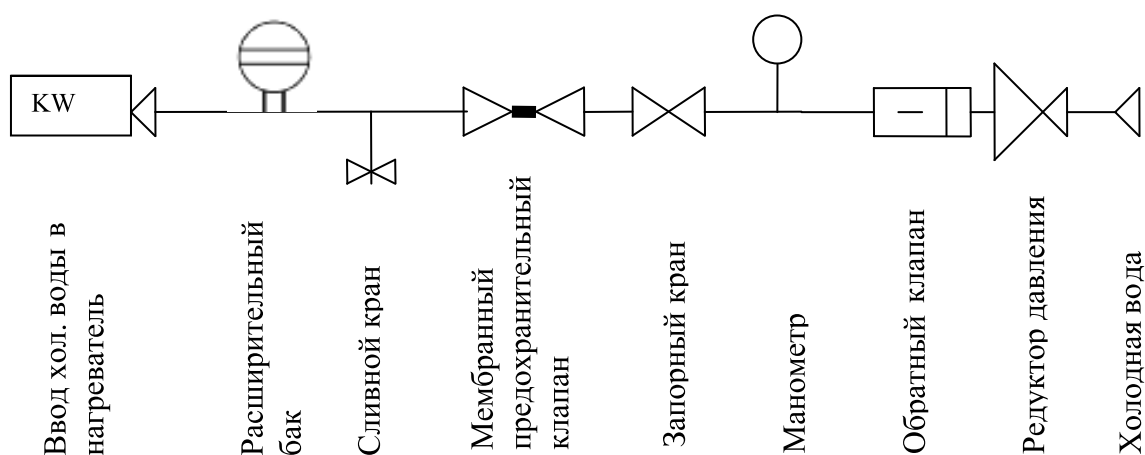 KW
Ввод хол. воды в
нагреватель
Расширительный
бак
Сливной кран
Мембранный
предохранительный
клапан
Запорный кран
Манометр
Обратный клапан
Редуктор давления
Холодная вода